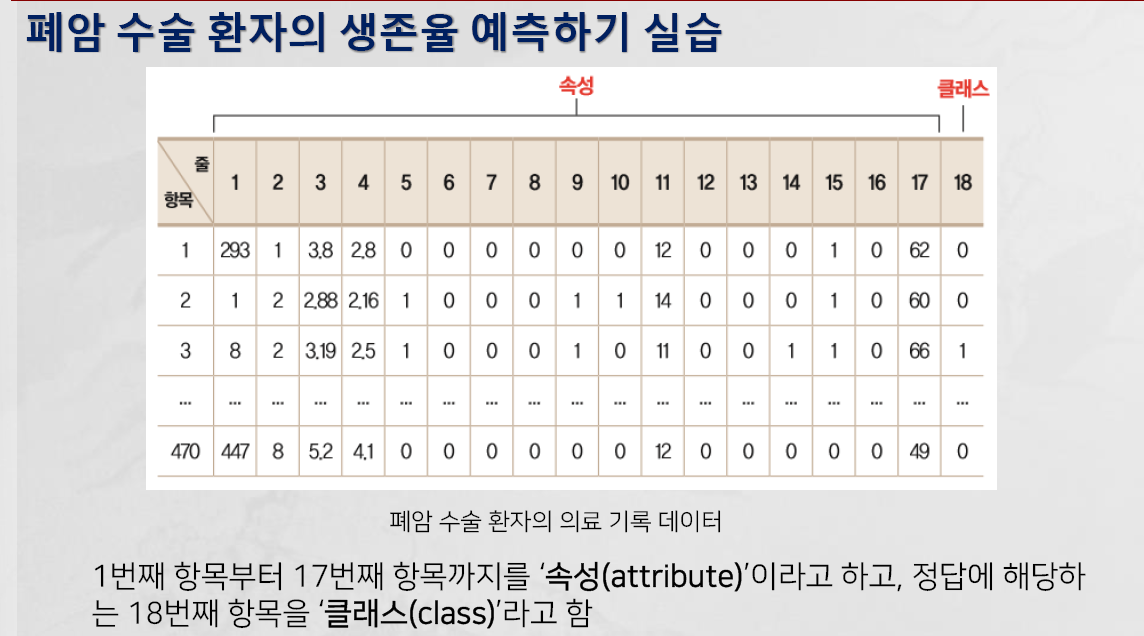 폐암 수술 환자의 생존율 예측하기 실습
속성 클래스
줄
항목 1 2 3 4 5 6 7 8 9 10 11 12 13 14 15 16 17 18
1 293 1 3.8 2.8 0 0 0 0 0 0 12 0 0 0 1 0 62 0
2 1 2 2.88 2.16 1 0 0 0 1 1 14 0 0 0 1 0 60 0
3 8 2 3.19 2.5 1 0 0 0 1 0 11 0 0 1 1 0 66 1
... ... ... ... ... ... ... ... ... ... ... ... ... ... ... ... ... ... ...
470 447 8 5.2 4.1 0 0 0 0 0 0 12 0 0 0 0 0 49 0
폐암 수술 환자의 의료 기록 데이터
1번째 항목부터 17번째 항목까지를 ‘속성(attribute)’이라고 하고, 정답에 해당하
는 18번째 항목을 ‘클래스(class)’라고 함